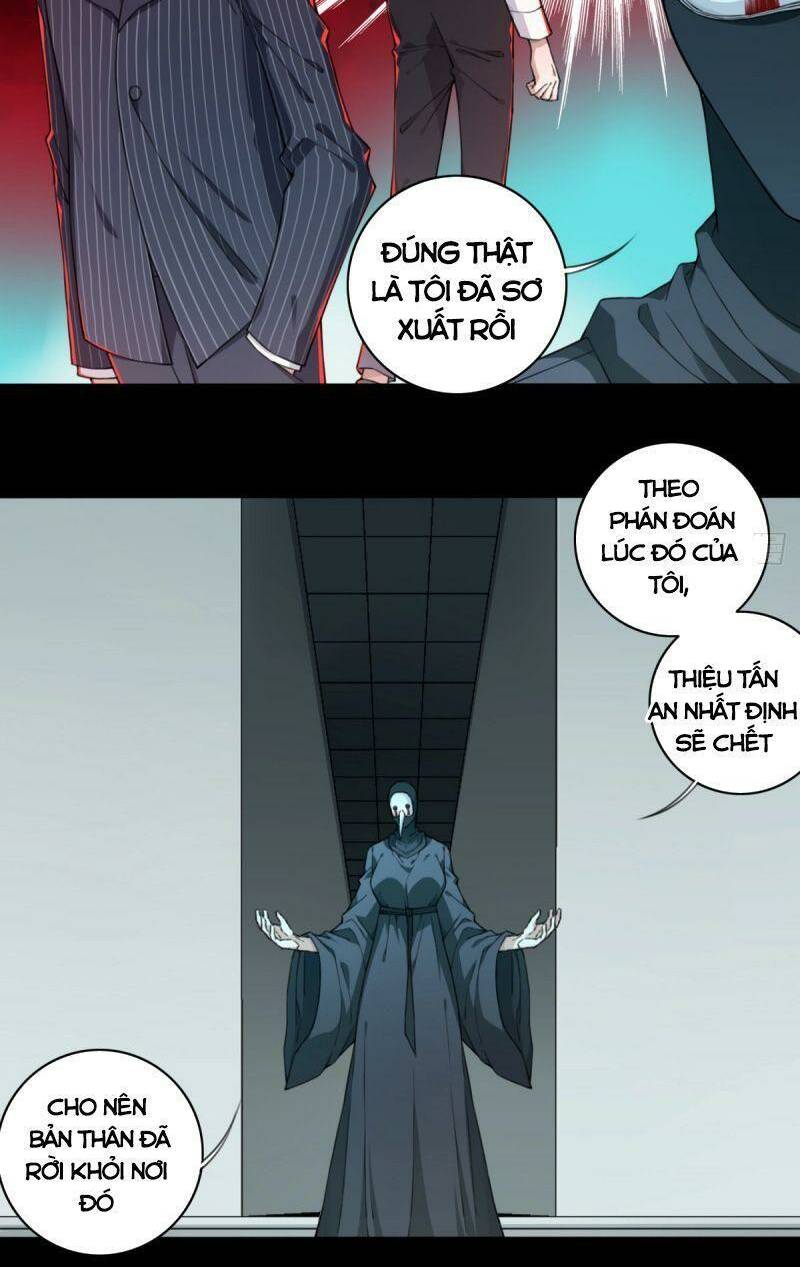 ĐÚNG THẬT
LÀ TÔI ĐÃ SƠ
XUẤT RỒI
THEO
PHÁN ĐOÁN
LÚC ĐÓ CỦA
TÔI,
THIỆU TẤN
AN NHẤT ĐỊNH
SẼ CHẾT
CHO NÊN
BẢN THÂN ĐÃ
RỜI KHỎI NƠI
ĐÓ